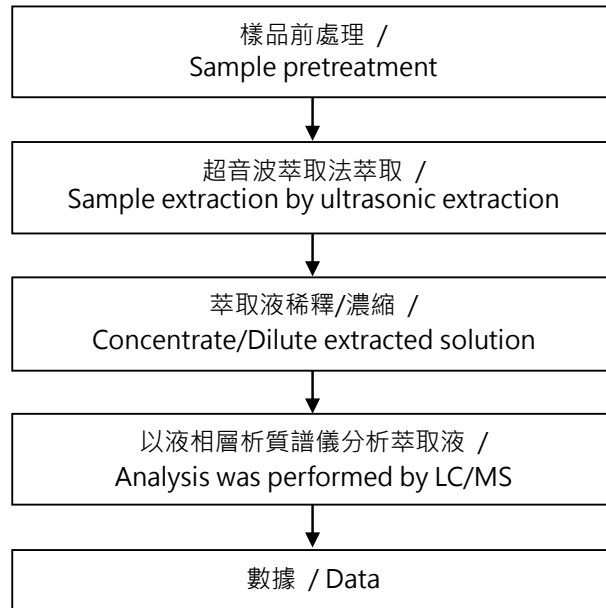 樣品前處理 /
Sample pretreatment
超音波萃取法萃取 /
Sample extraction by ultrasonic extraction
萃取液稀釋/濃縮 /
Concentrate/Dilute extracted solution
以液相層析質譜儀分析萃取液 /
Analysis was performed by LC/MS
數據 / Data